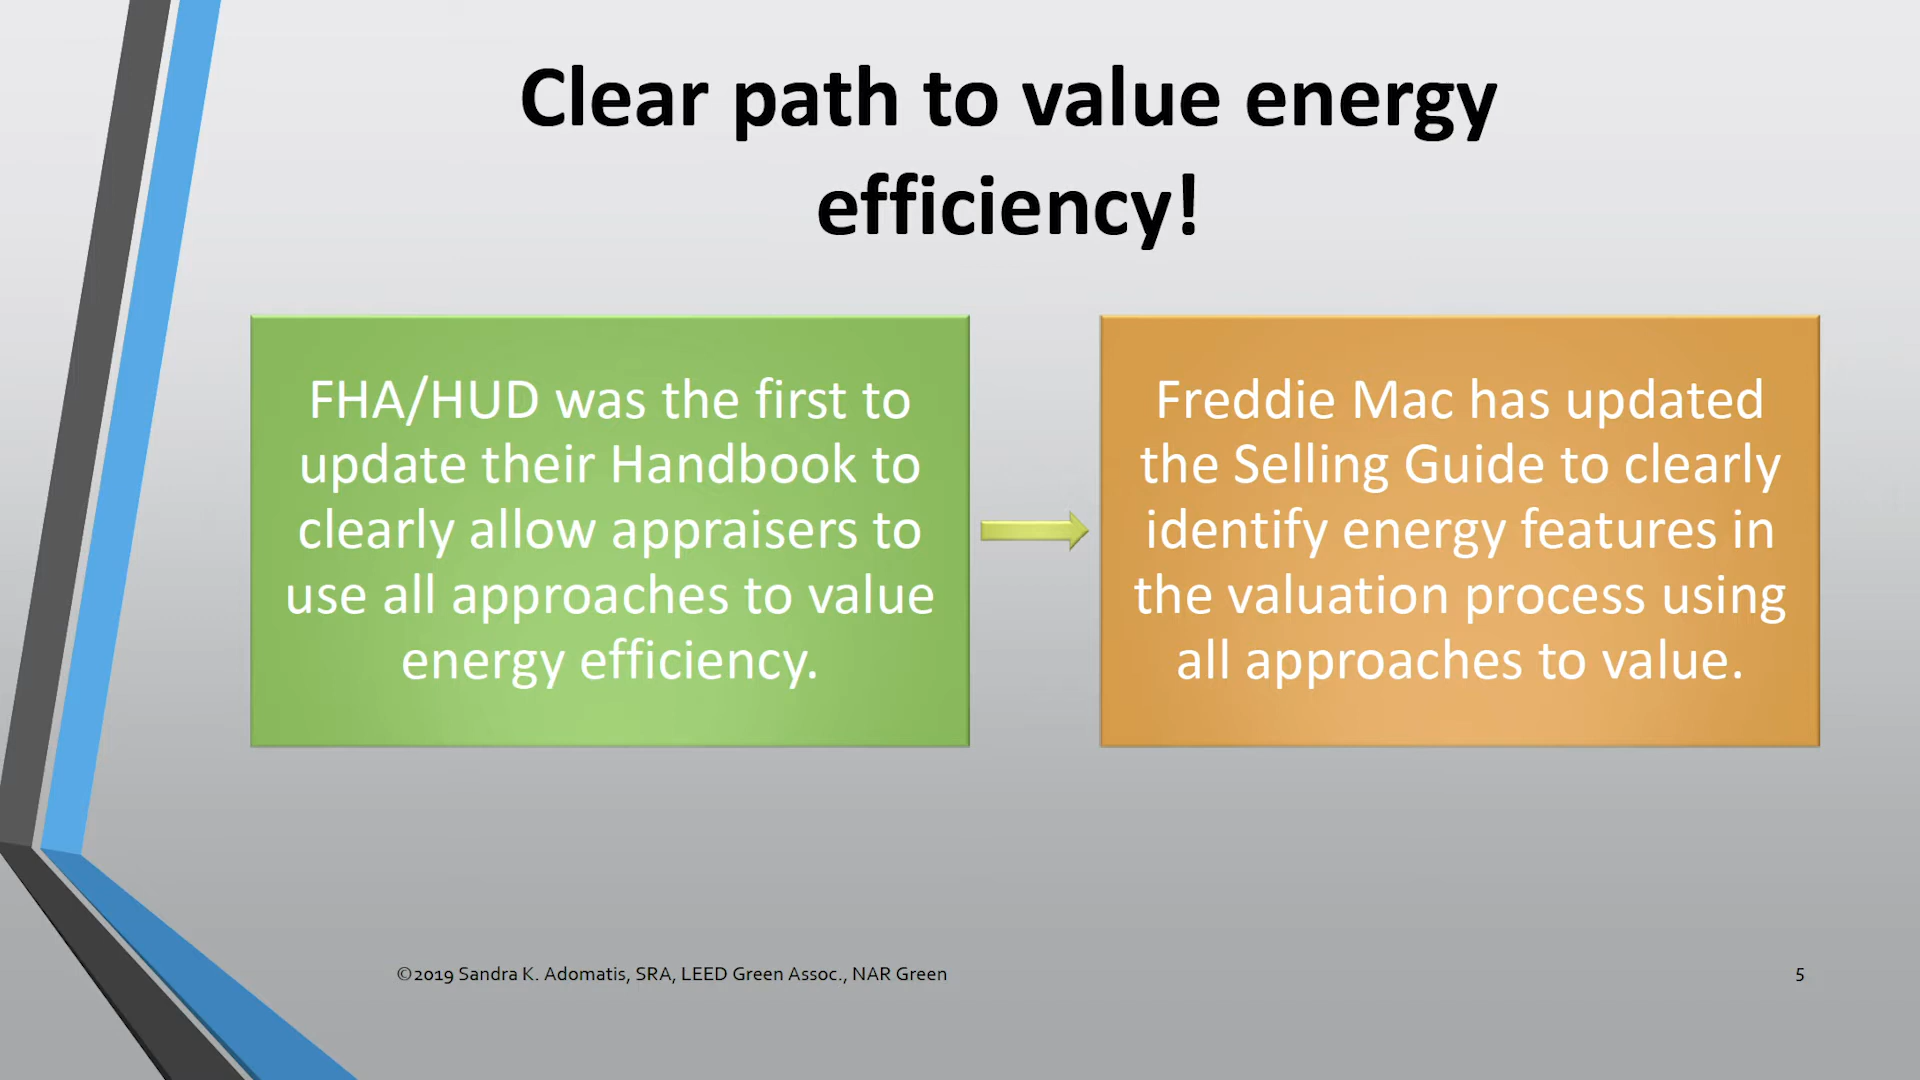 Clear path to value energy
efficiency!
FHA/HUD was the first to
update their Handbook to
clearly allow appraisers to
use all approaches to value
energy efficiency.
Freddie Mac has updated
the Selling Guide to clearly
identify energy features in
the valuation process using
all approaches to value.
©2019 Sandra K. Adomatis, SRA, LEED Green Assoc., NAR Green
5